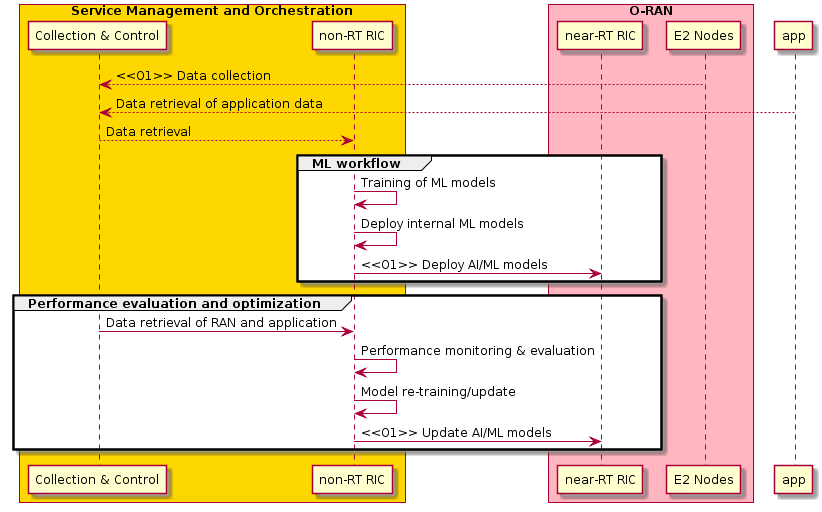 Service Management and Orchestration
O-RAN
Collection & Control
non-RT RIC
near-RT RIC
E2 Nodes
app
<<O1>> Data collection
Data retrieval of application data
Data retrieval
ML workflow
Training of ML models
Deploy internal ML models
<<O1>> Deploy AI/ML models
Performance evaluation and optimization
Data retrieval of RAN and application
Performance monitoring & evaluation
Model re-training/update
<<O1>> Update AI/ML models
Collection & Control
non-RT RIC
near-RT RIC
E2 Nodes
app